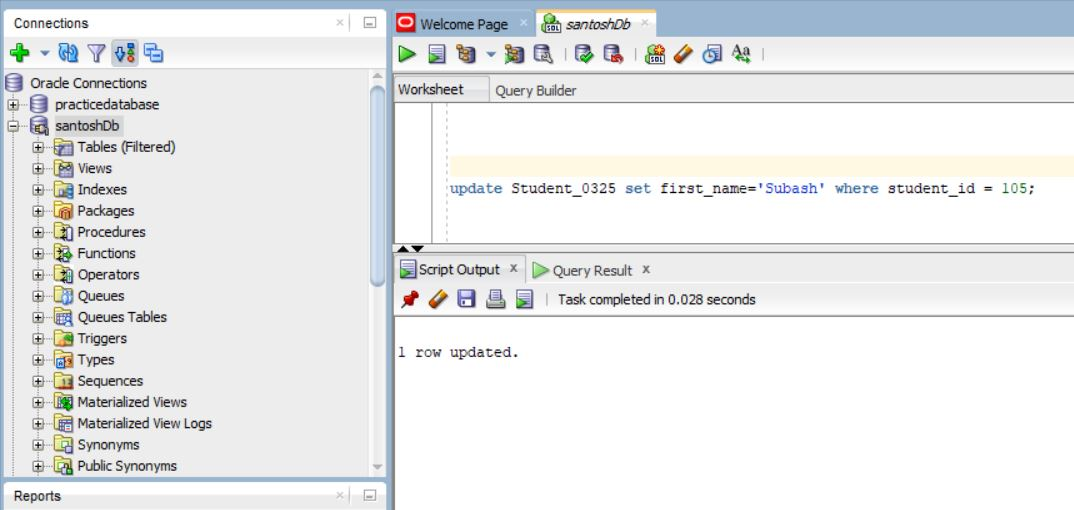 Connections
Oracle Connections
practicedatabase
santoshDb
Tables (Filtered)
Views
Indexes
Packages
Procedures
Functions
Operators
Queues
Queues Tables
Triggers
Types
Sequences
Materialized Views
Materialized View Logs
Synonyms
Public Synonyms
Reports
Welcome Page
santoshDb
Worksheet Query Builder
update Student_0325 set first_name='Subash' where student_id = 105;
Script Output Query Result
Task completed in 0.028 seconds
1 row updated.